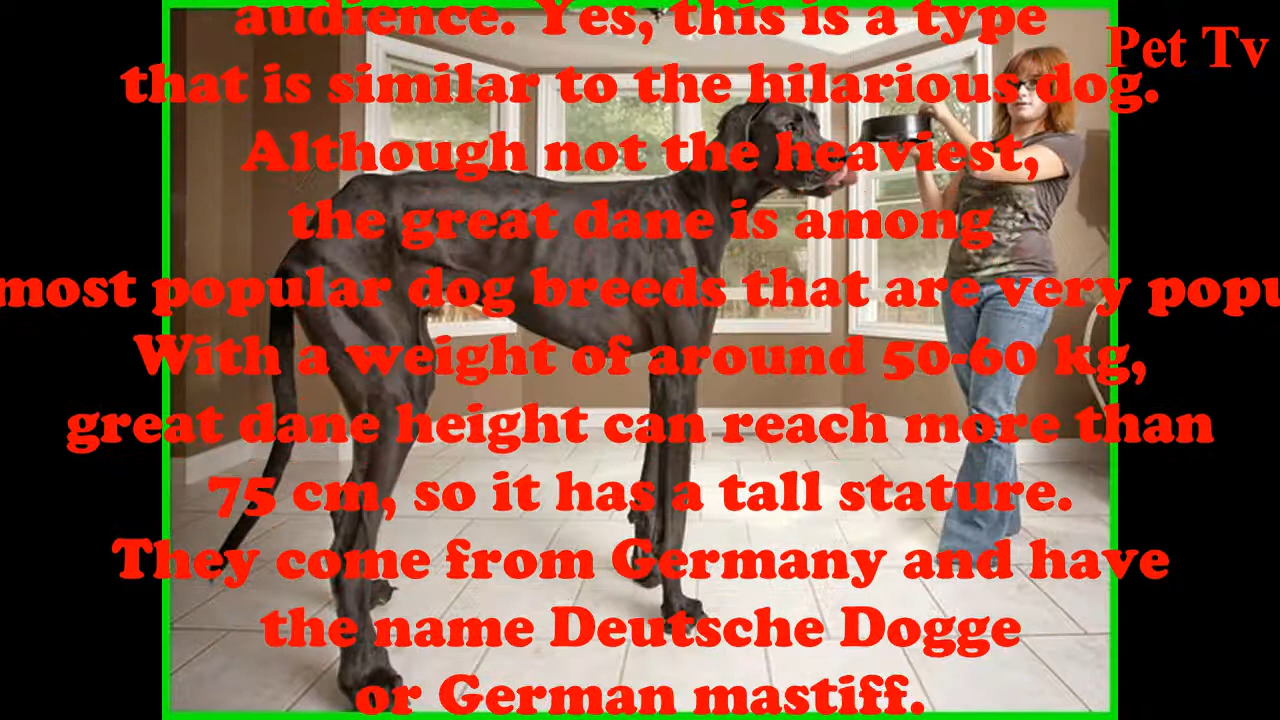 audience. Yes, this is a type
Pet Tv
that is similar to the hilarious dog.
Although not the heaviest,
the great dane is among
most popular dog breeds that are very popu
With a weight of around 50-60 kg,
great dane height can reach more than
75 cm, so it has a tall stature.
They come from Germany and have
the name Deutsche Dogge
or German mastiff.